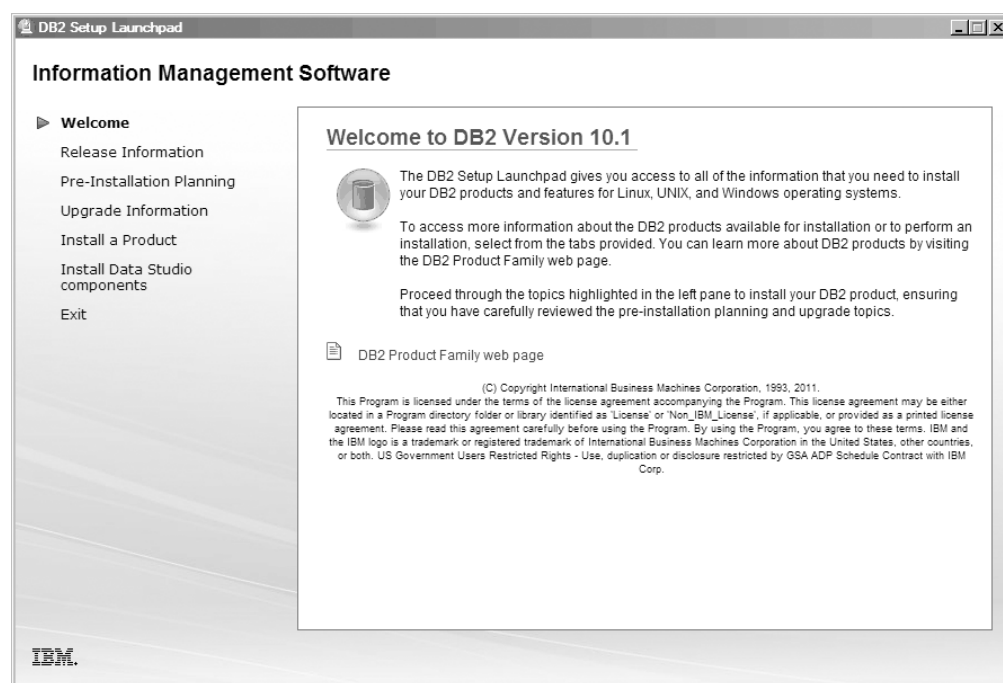 DB2 Setup Launchpad
Information Management Software
Welcome
Release Information
Pre-Installation Planning
Upgrade Information
Install a Product
Install Data Studio
components
Exit
Welcome to DB2 Version 10.1
The DB2 Setup Launchpad gives you access to all of the information that you need to install
your DB2 products and features for Linux, UNIX, and Windows operating systems.
To access more information about the DB2 products available for installation or to perform an
installation, select from the tabs provided. You can learn more about DB2 products by visiting
the DB2 Product Family web page.
Proceed through the topics highlighted in the left pane to install your DB2 product, ensuring
that you have carefully reviewed the pre-installation planning and upgrade topics.
DB2 Product Family web page
(C) Copyright International Business Machines Corporation, 1993, 2011.
This Program is licensed under the terms of the license agreement accompanying the Program. This license agreement may be either
located in a Program directory folder or library identified as 'License' or 'Non_IBM_License', if applicable, or provided as a printed license
agreement. Please read this agreement carefully before using the Program. By using the Program, you agree to these terms. IBM and
the IBM logo is a trademark or registered trademark of International Business Machines Corporation in the United States, other countries,
or both. US Government Users Restricted Rights - Use, duplication or disclosure restricted by GSA ADP Schedule Contract with IBM
Corp.
IBM.